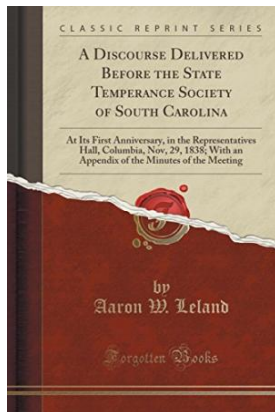 CLASSIC REPRINT SERIES
A Discourse Delivered
Before the State
Temperance Society
of South Carolina
At Its First Anniversary, in the Representatives
Hall, Columbia, Nov, 29, 1838; With an
Appendix of the Minutes of the Meeting
by
Aaron W. Leland
Forgotten Books